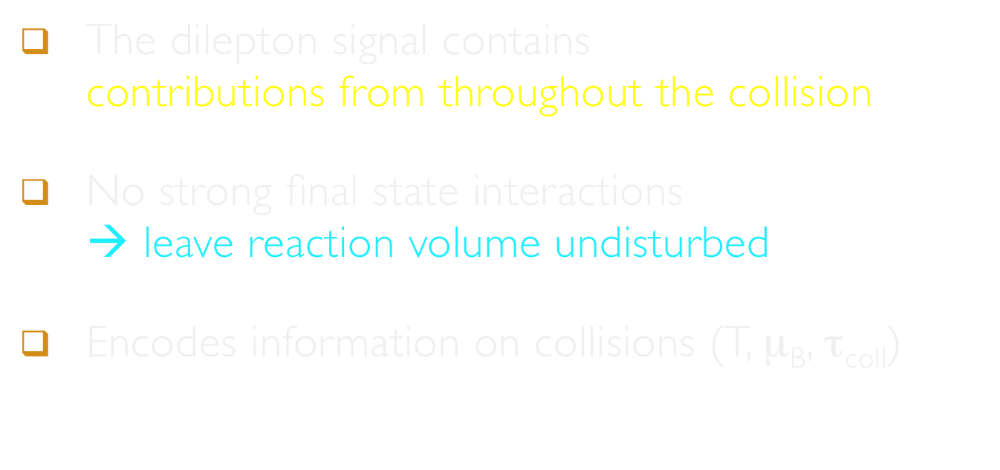 ❑ The dilepton signal contains
contributions from throughout the collision
❑ No strong final state interactions
→ leave reaction volume undisturbed
❑ Encodes information on collisions (T, μB, τcoll)